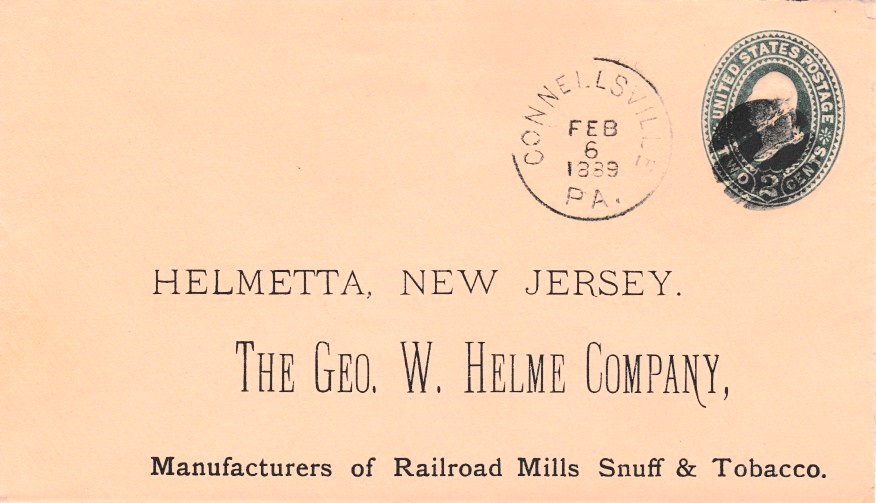 UNITED STATES POSTAGE
TWO 2 CENTS
CONNELLSVILLE
FEB
6
1889
PA.
HELMETTA, NEW JERSEY.
THE GEO. W. HELME COMPANY,
Manufacturers of Railroad Mills Snuff & Tobacco.